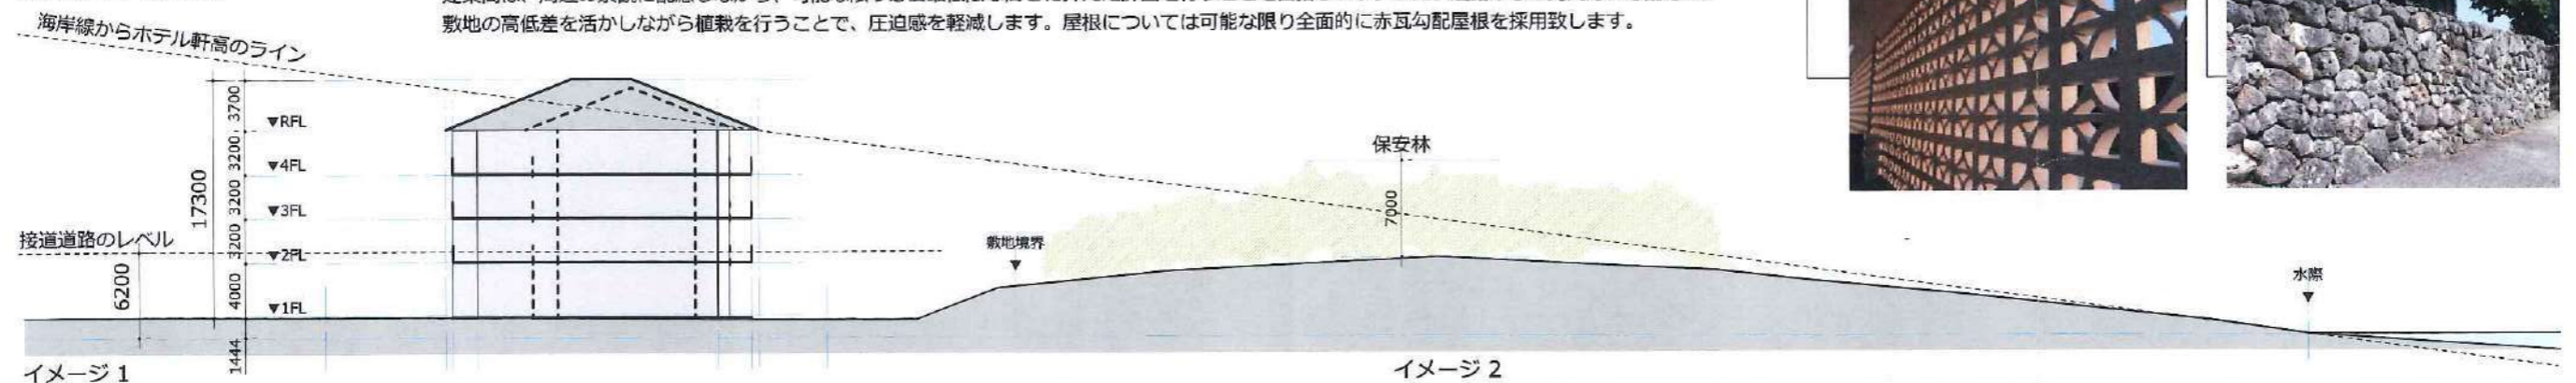 敷地の高低差を活かしながら植栽を行うことで、圧迫感を軽減します。屋根については可能な限り全面的に赤瓦勾配屋根を採用致します。
海岸線からホテル軒高のライン
3700
▼RFL
3200
▼4FL
3200
▼3FL
17300
接道道路のレベル
3200
▼2FL
6200
4000
▼1FL
1444
保安林
7000
敷地境界
▼
水際
▼
イメージ 1
イメージ 2